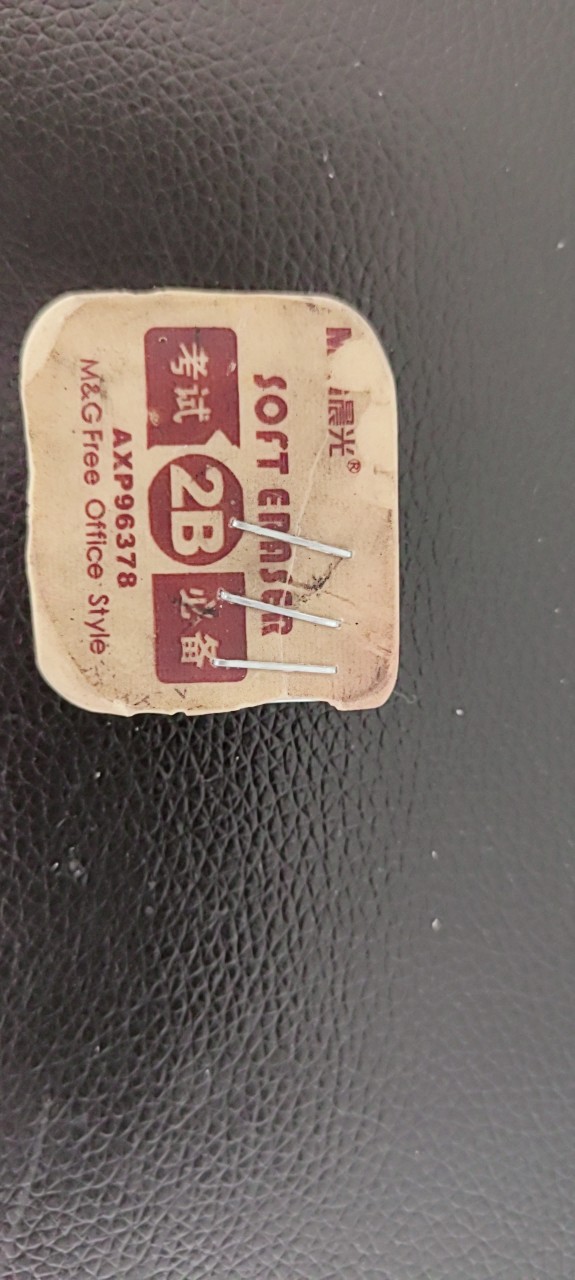 M 晨光®
SOFT ERASER
考试 2B 必备
AXP96378
M&G Free Office Style